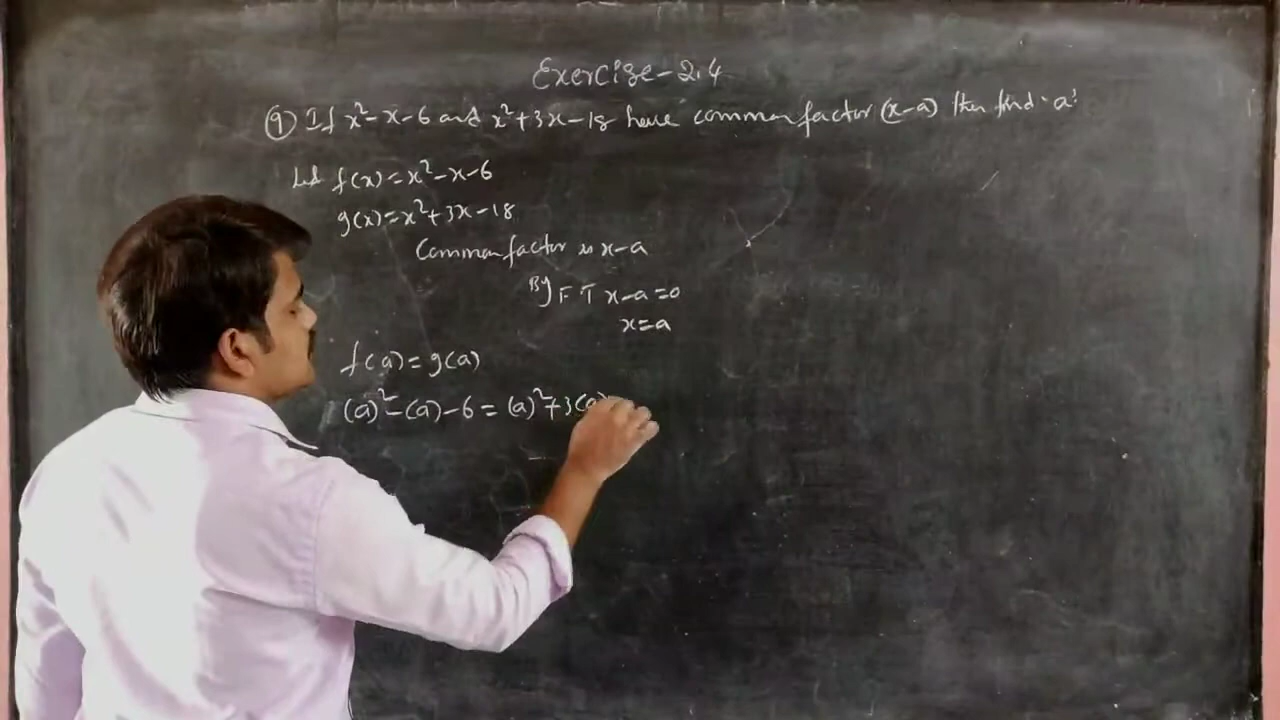 Exercise-2.4
(9) If x²-x-6 and x²+3x-18 have common factor (x-a) then find 'a'?
Let f(x)=x²-x-6
g(x)=x²+3x-18
Common factor is x-a
By F T x-a=0
x=a
f(a)=g(a)
(a)²-(a)-6=(a)²+3(a)